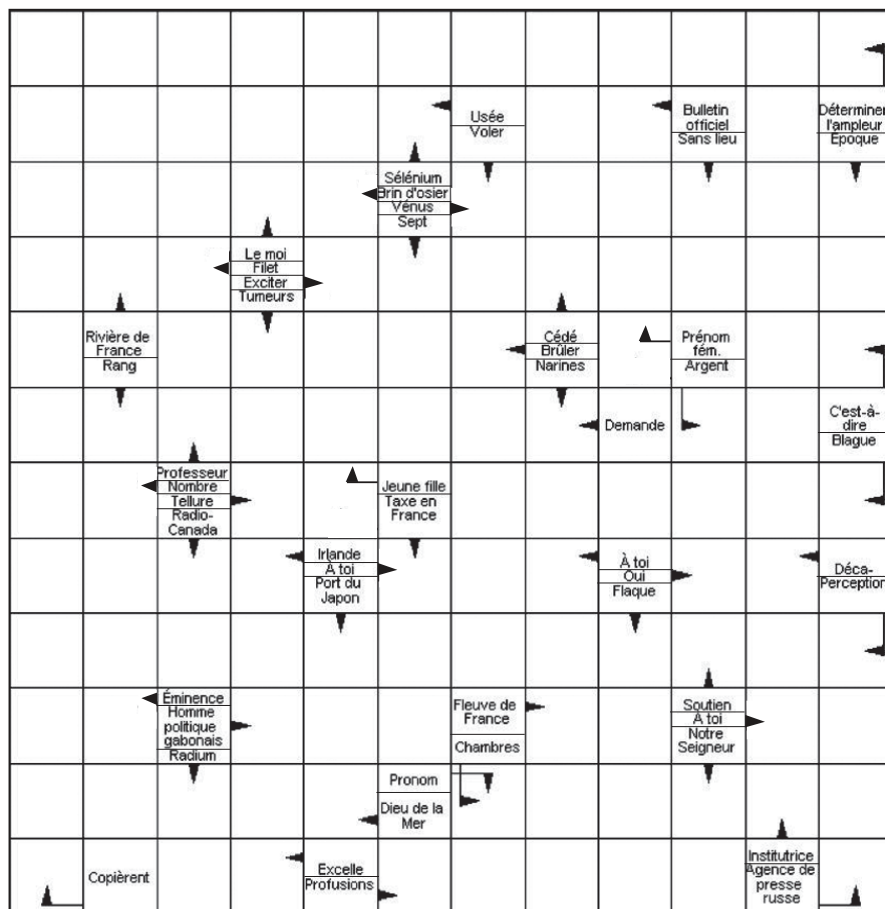 Usée
Voler
Bulletin
officiel
Sans lieu
Déterminer
l'ampleur
Époque
Sélénium
Brin d'osier
Vénus
Sept
Le moi
Filet
Exciter
Tumeurs
Rivière de
France
Rang
Cédé
Brûler
Narines
Prénom
fém.
Argent
Demande
C'est-à-
dire
Blague
Professeur
Nombre
Tellure
Radio-
Canada
Jeune fille
Taxe en
France
Irlande
À toi
Port du
Japon
À toi
Oui
Flaque
Déca-
Perception
Éminence
Homme
politique
gabonais
Radium
Fleuve de
France
Chambres
Soutien
À toi
Notre
Seigneur
Pronom
Dieu de la
Mer
Copièrent
Excelle
Profusions
Institutrice
Agence de
presse
russe